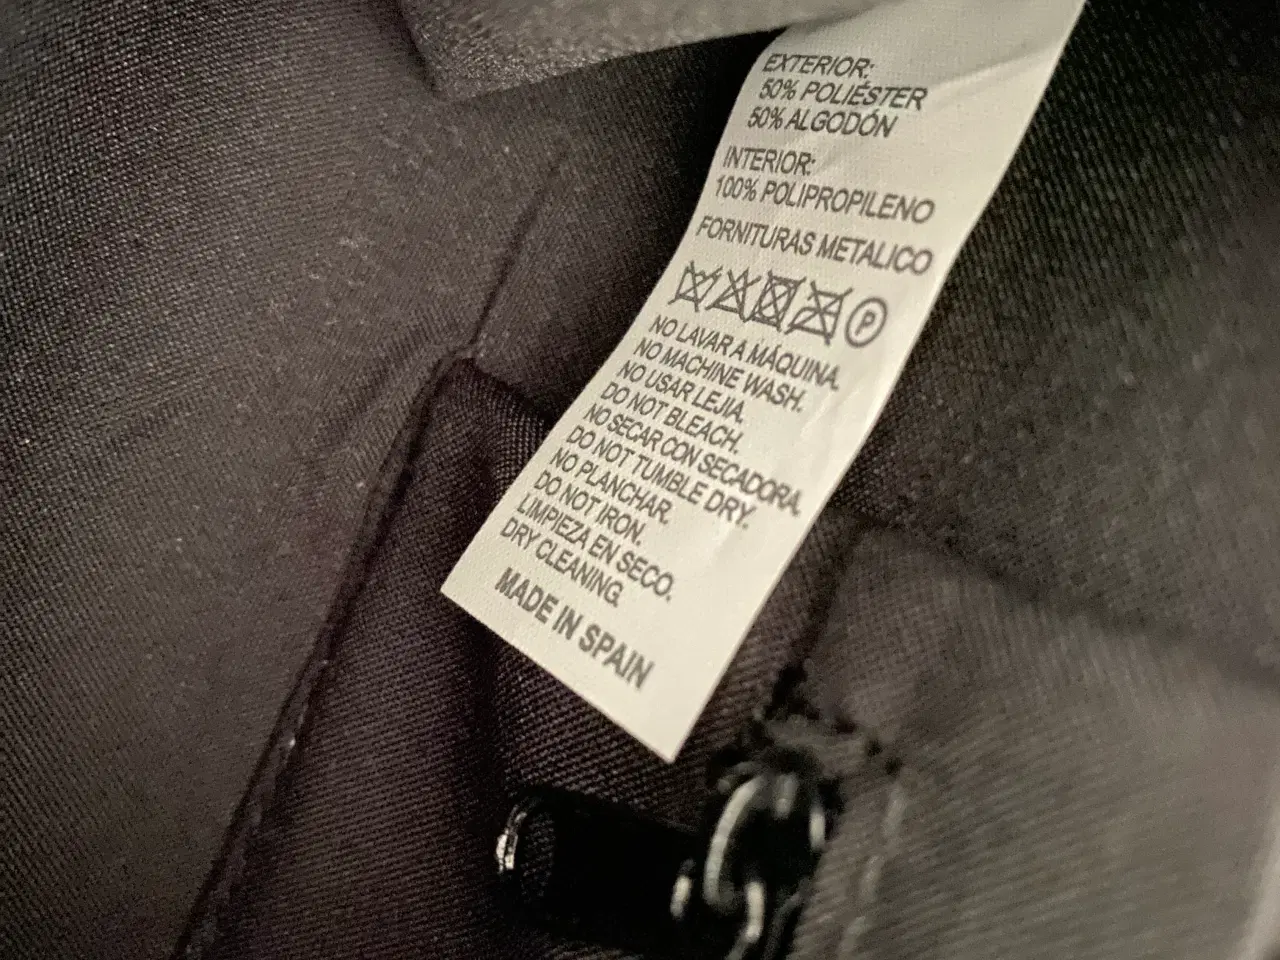 EXTERIOR:
50% POLIÉSTER
50% ALGODÓN
INTERIOR:
100% POLIPROPILENO
FORNITURAS METALICO
P
NO LAVAR A MÁQUINA.
NO MACHINE WASH.
NO USAR LEJIA.
DO NOT BLEACH.
NO SECAR CON SECADORA.
DO NOT TUMBLE DRY.
NO PLANCHAR.
DO NOT IRON.
LIMPIEZA EN SECO.
DRY CLEANING.
MADE IN SPAIN